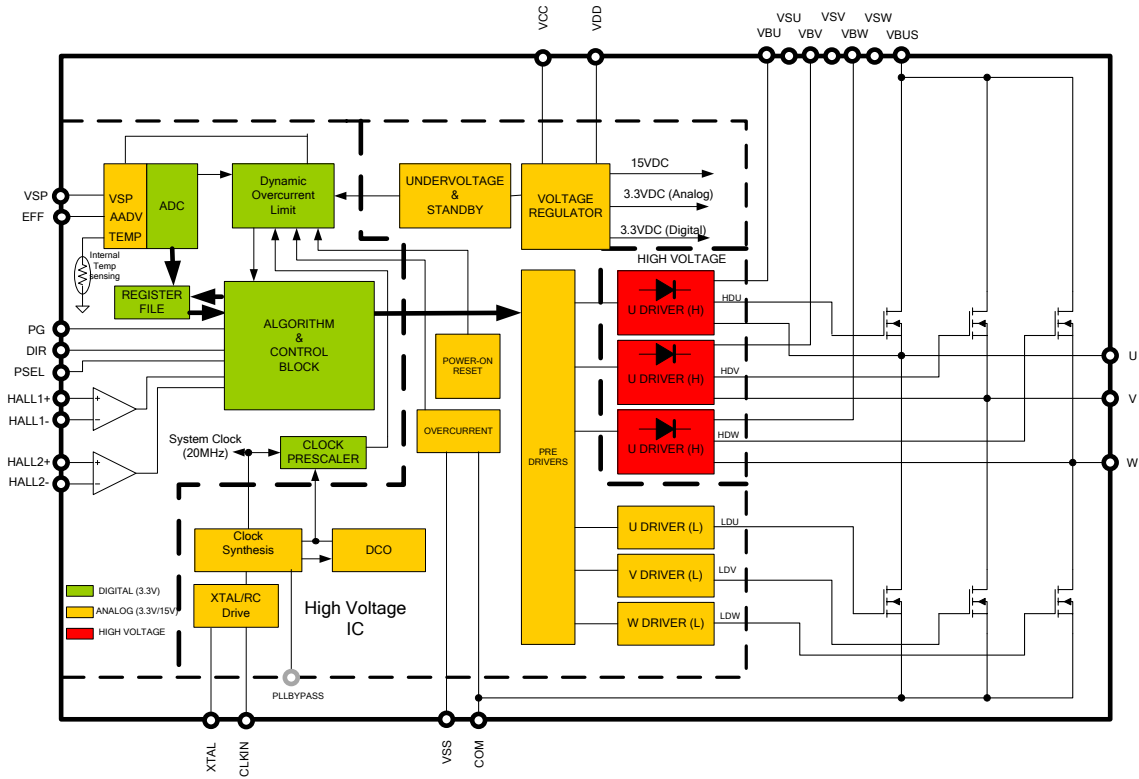 VCC
VDD
VSU
VSV
VSW
VBU
VBV
VBW
VBUS
VSP
EFF
VSP
AADV
TEMP
ADC
Dynamic
Overcurrent
Limit
UNDERVOLTAGE
&
STANDBY
VOLTAGE
REGULATOR
15VDC
3.3VDC (Analog)
3.3VDC (Digital)
Internal
Temp
sensing
REGISTER
FILE
HIGH VOLTAGE
U DRIVER (H)
HDU
PG
DIR
PSEL
HALL1+
HALL1-
HALL2+
HALL2-
+
−
+
−
ALGORITHM
&
CONTROL
BLOCK
POWER-ON
RESET
OVERCURRENT
U DRIVER (H)
HDV
U DRIVER (H)
HDW
U
V
W
System Clock
(20MHz)
CLOCK
PRESCALER
PRE
DRIVERS
U DRIVER (L)
LDU
V DRIVER (L)
LDV
W DRIVER (L)
LDW
Clock
Synthesis
DCO
XTAL/RC
Drive
High Voltage
IC
DIGITAL (3.3V)
ANALOG (3.3V/15V)
HIGH VOLTAGE
PLLBYPASS
XTAL
CLKIN
VSS
COM